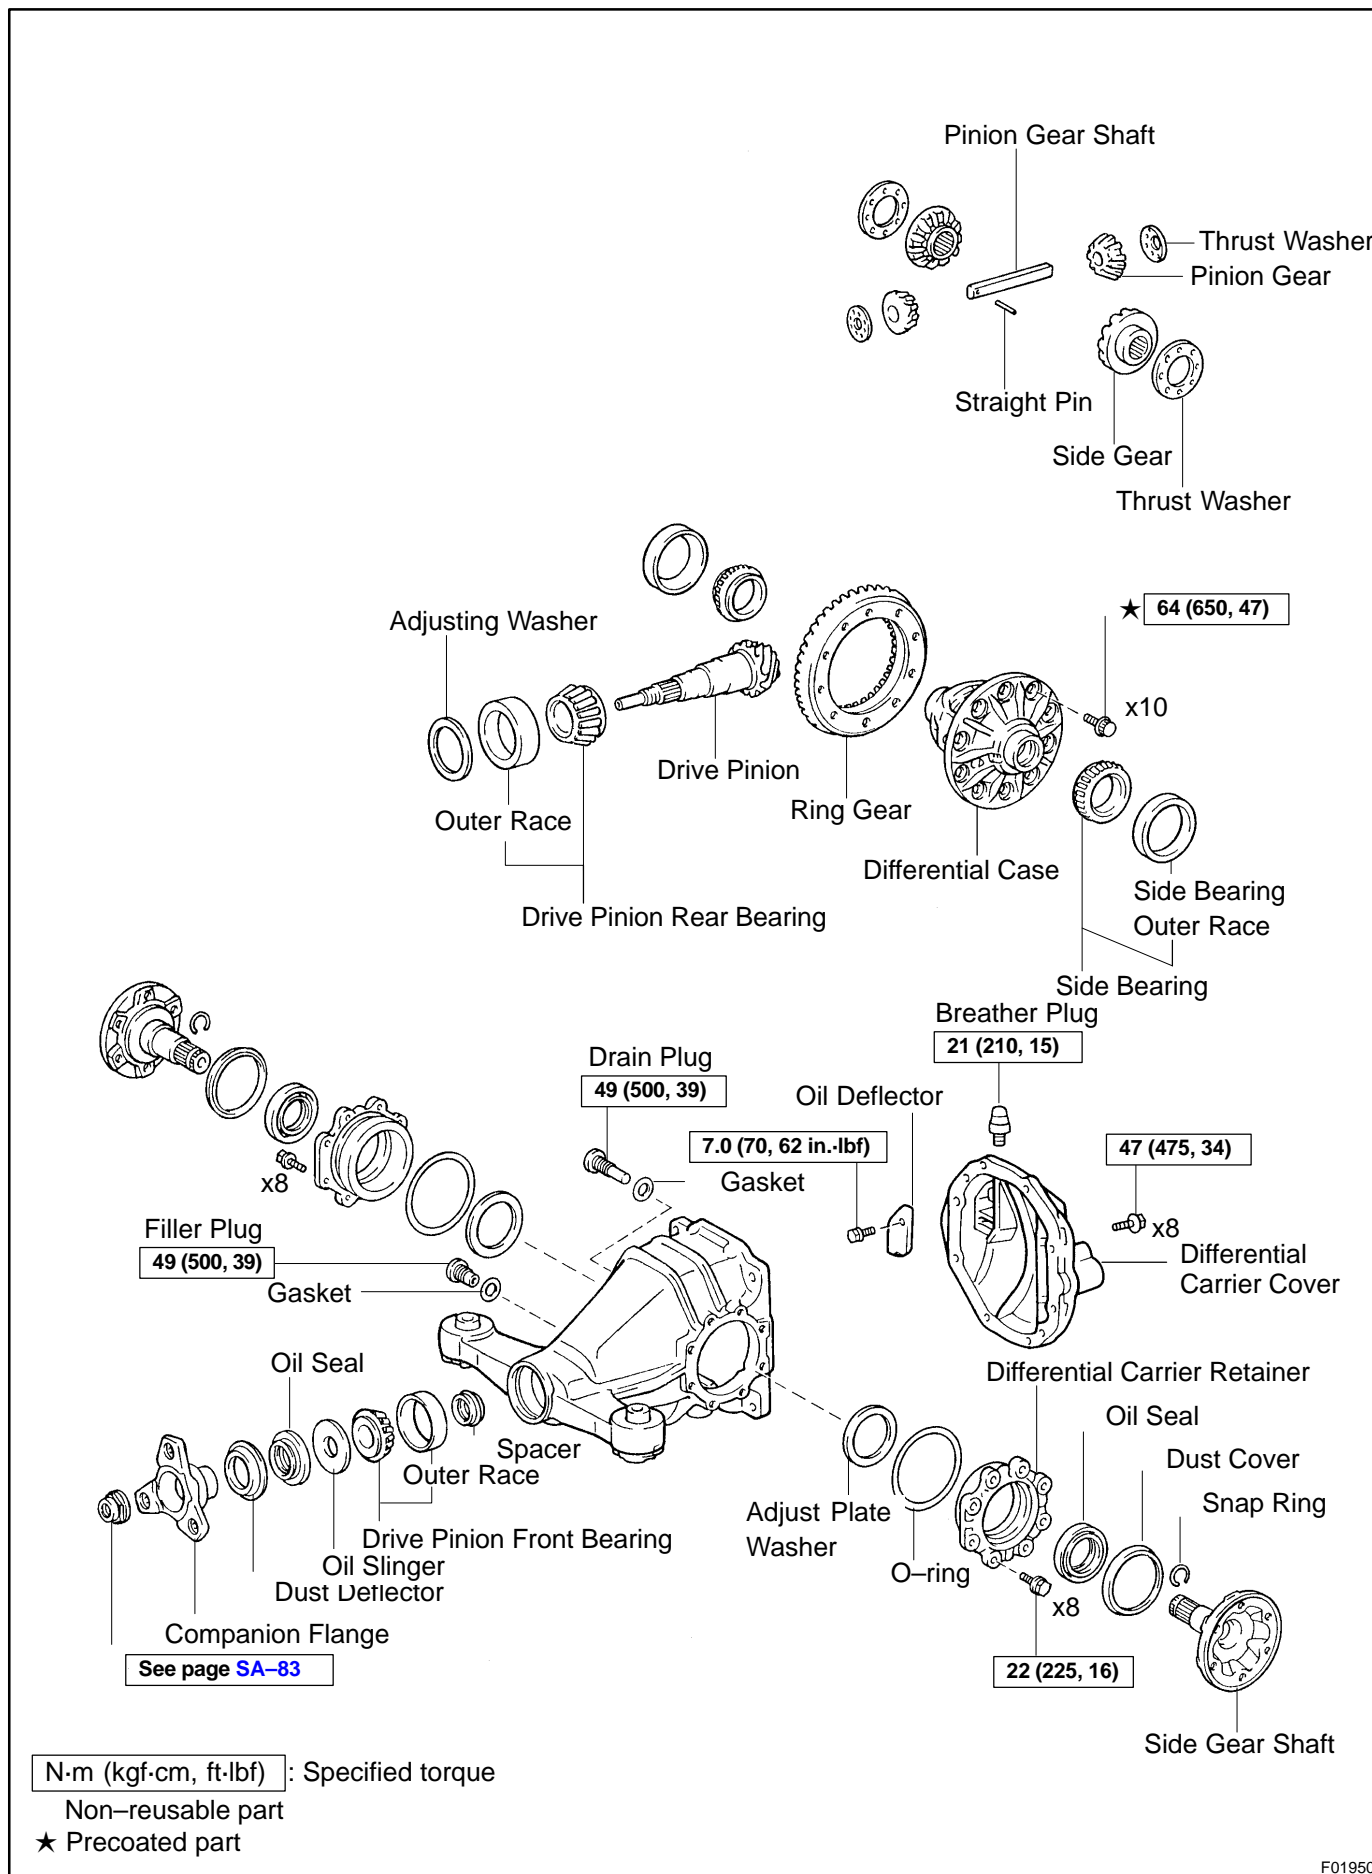 Pinion Gear Shaft
Thrust Washer
Pinion Gear
Straight Pin
Side Gear
Thrust Washer
★ 64 (650, 47)
Adjusting Washer
x10
Drive Pinion
Ring Gear
Outer Race
Differential Case
Side Bearing
Outer Race
Drive Pinion Rear Bearing
Side Bearing
Breather Plug
21 (210, 15)
Drain Plug
49 (500, 39)
Oil Deflector
7.0 (70, 62 in.·lbf)
47 (475, 34)
Gasket
x8
x8
Filler Plug
49 (500, 39)
Differential
Carrier Cover
Gasket
Oil Seal
Differential Carrier Retainer
Oil Seal
Spacer
Outer Race
Dust Cover
Snap Ring
Adjust Plate
Washer
Drive Pinion Front Bearing
Oil Slinger
O–ring
Dust Deflector
x8
Companion Flange
See page SA–83
22 (225, 16)
Side Gear Shaft
N·m (kgf·cm, ft·lbf) : Specified torque
Non–reusable part
★ Precoated part
F01950